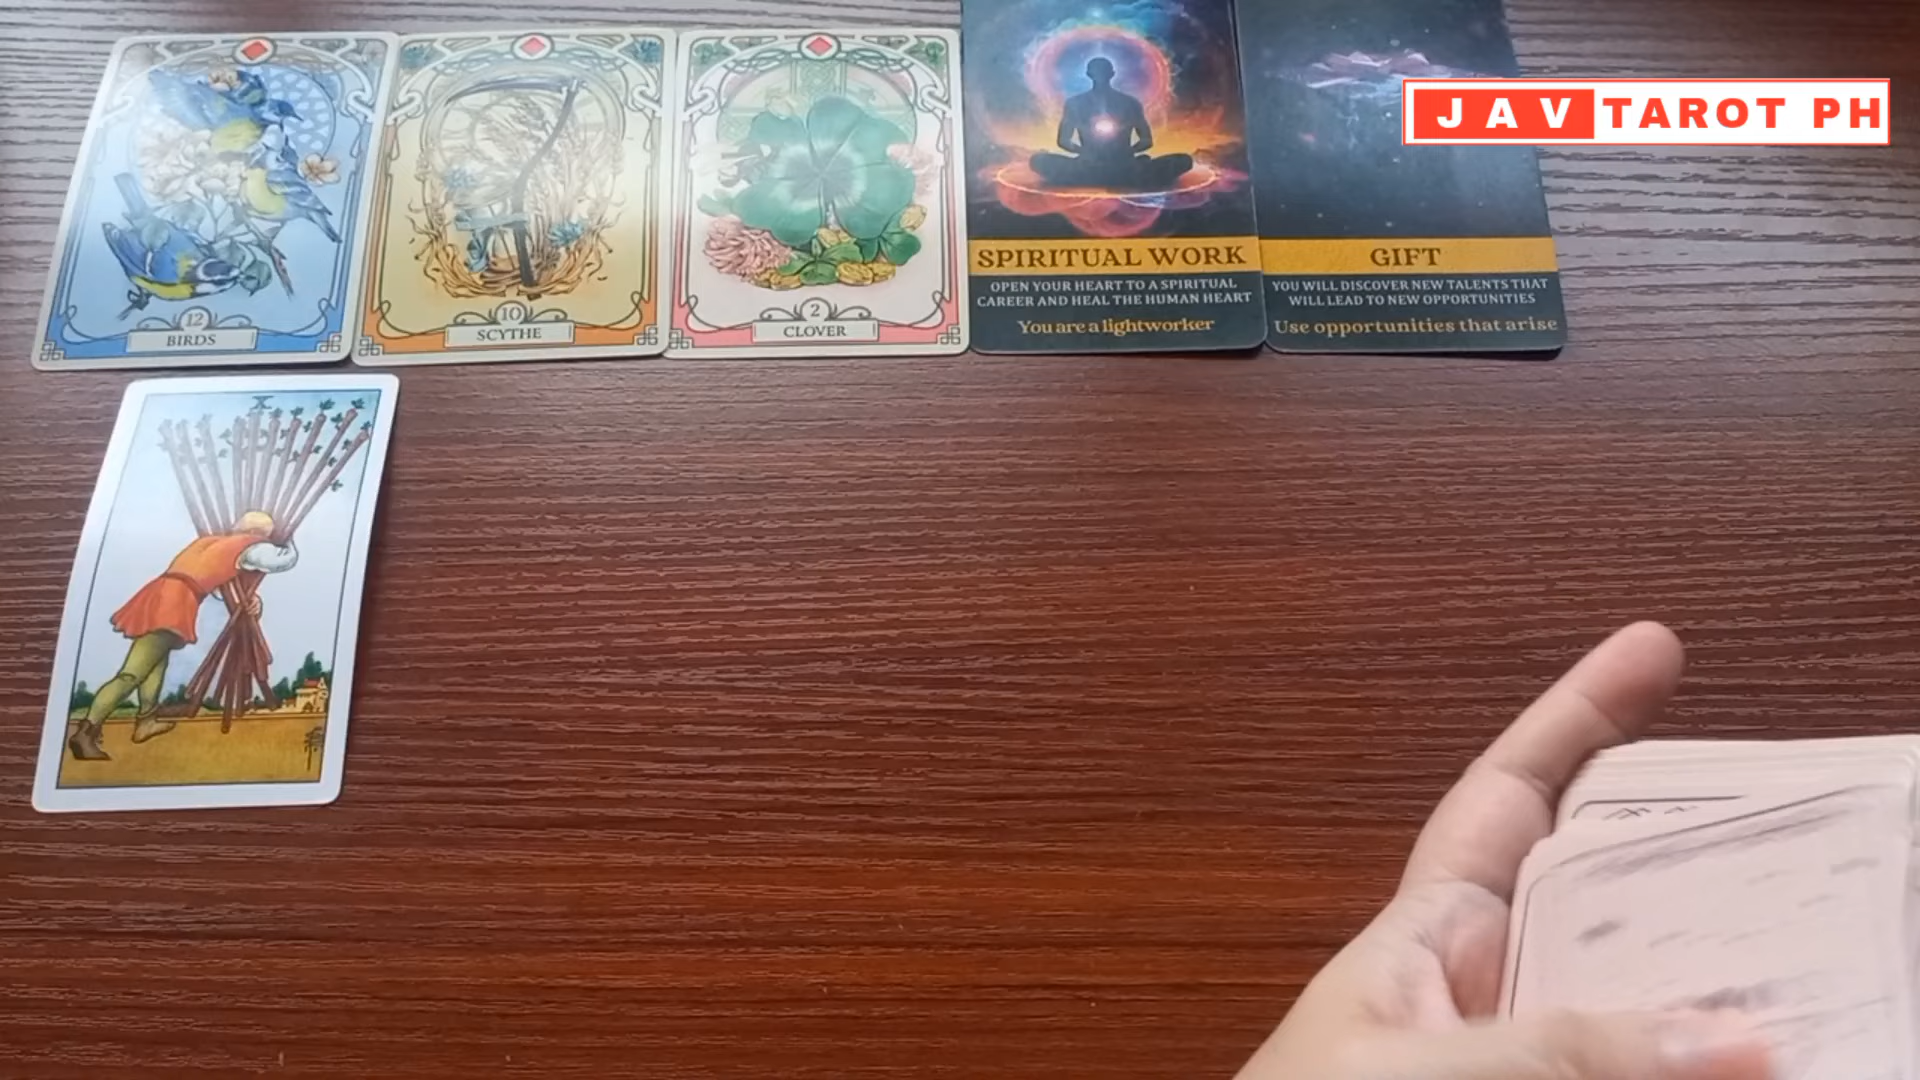 JAV TAROT PH
12
BIRDS
10
SCYTHE
2
CLOVER
SPIRITUAL WORK
OPEN YOUR HEART TO A SPIRITUAL
CAREER AND HEAL THE HUMAN HEART
You are a lightworker
GIFT
YOU WILL DISCOVER NEW TALENTS THAT
WILL LEAD TO NEW OPPORTUNITIES
Use opportunities that arise
X